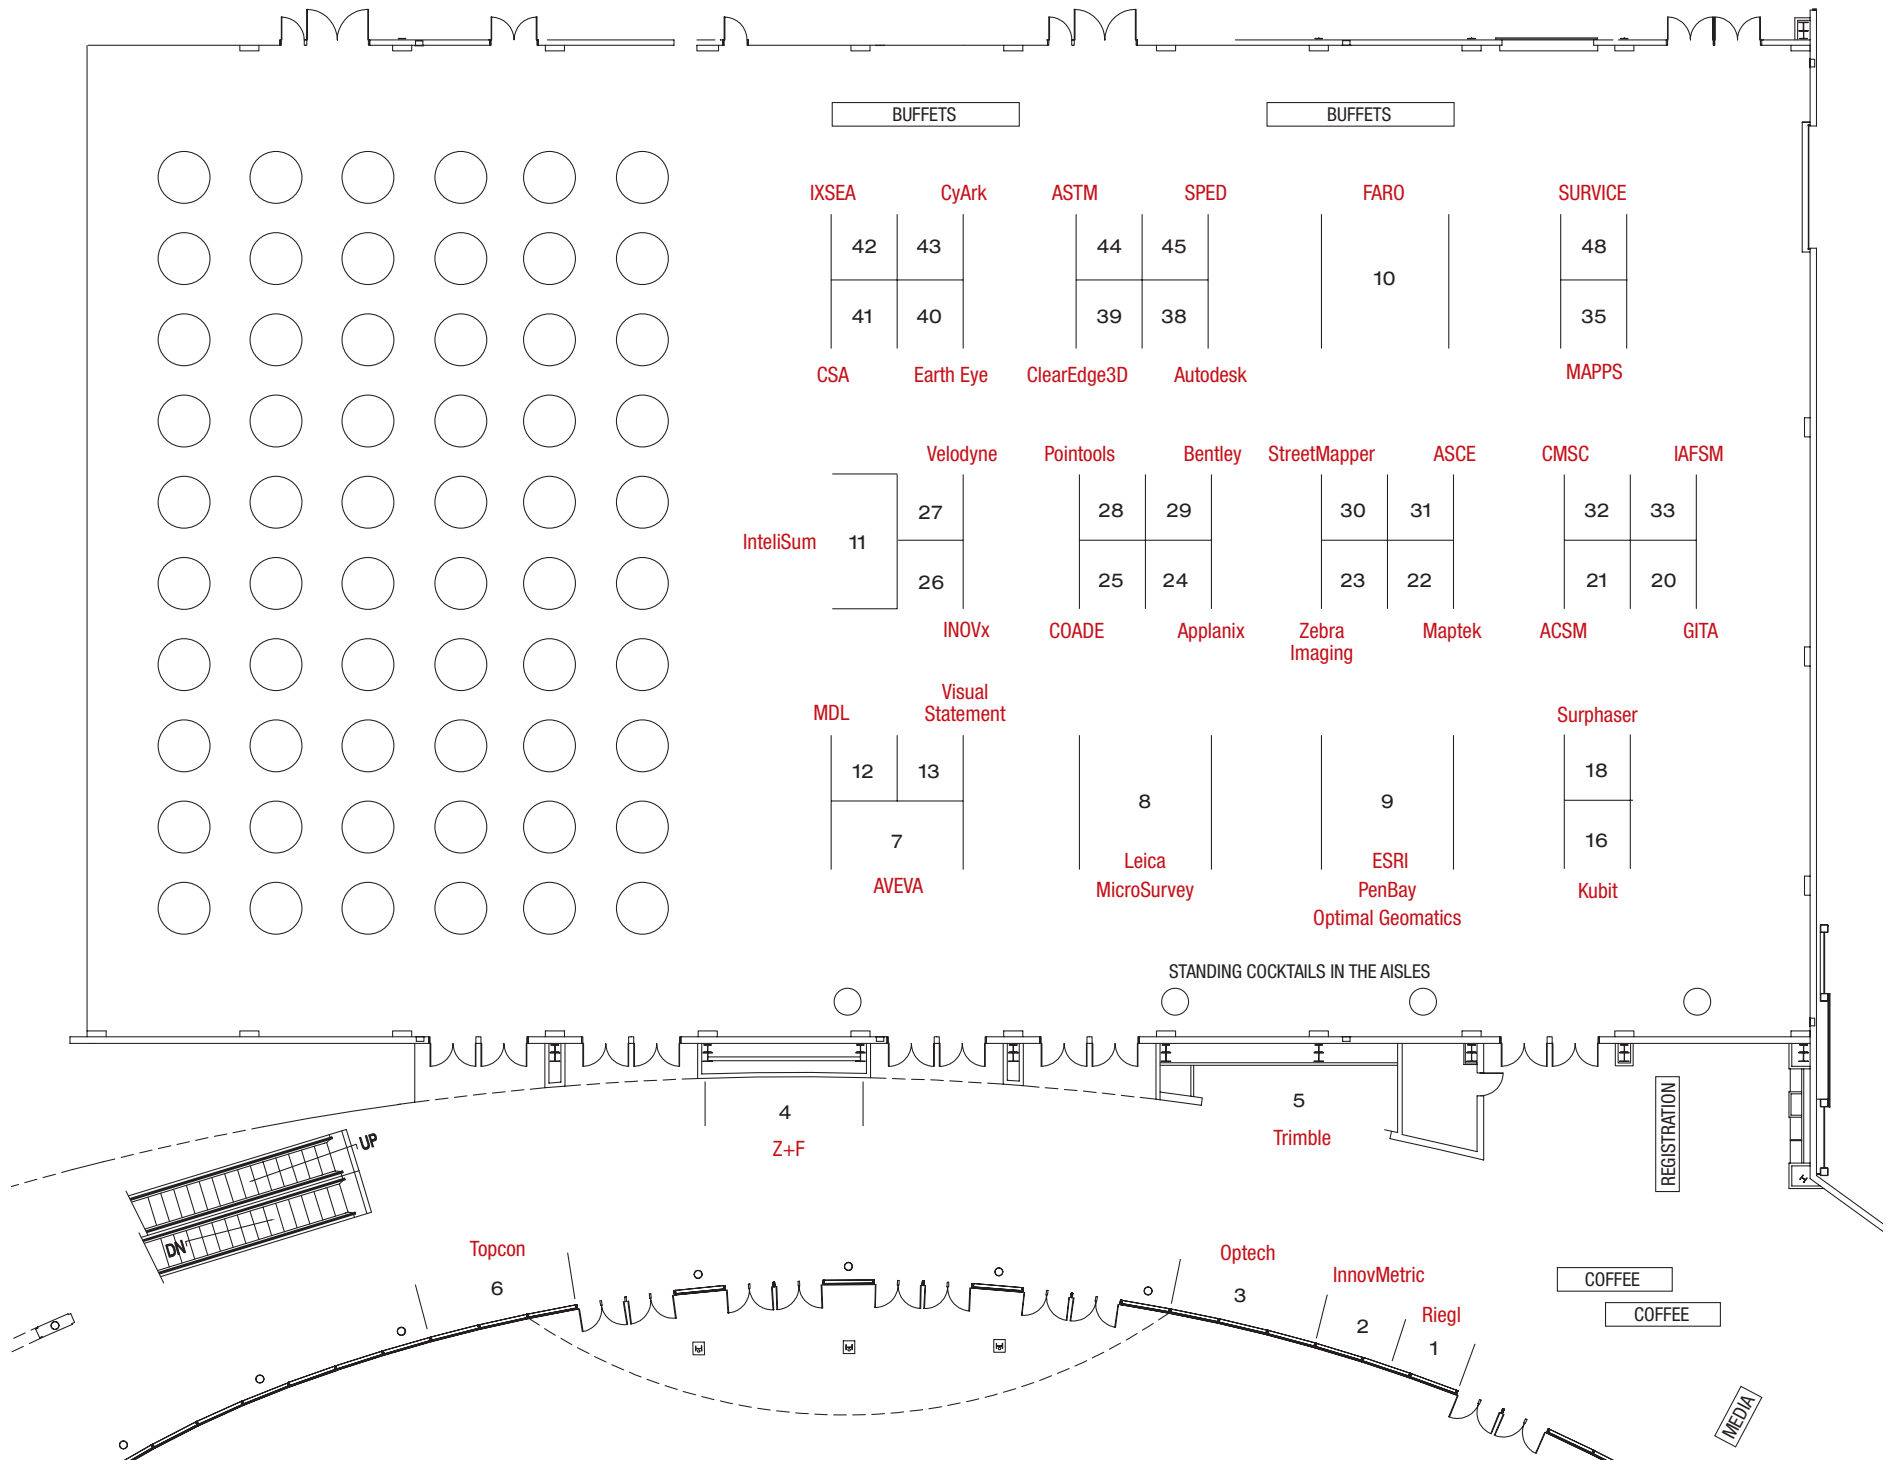 BUFFETS BUFFETS
IXSEA CyArk ASTM SPED FARO SURVICE
42 43 44 45 48
10
41 40 39 38 35
CSA Earth Eye ClearEdge3D Autodesk MAPPS
Velodyne Pointools Bentley StreetMapper ASCE CMSC IAFSM
27 28 29 30 31 32 33
InteliSum 11
26 25 24 23 22 21 20
INOVx COADE Applanix Zebra Maptek ACSM GITA
Imaging
Visual
MDL Statement Surphaser
12 13 18
8 9
7 16
Leica ESRI
AVEVA MicroSurvey PenBay Kubit
Optimal Geomatics
STANDING COCKTAILS IN THE AISLES
4 5
Z+F Trimble
REGISTRATION
UP
DN
Topcon Optech
6 3
InnovMetric
COFFEE
COFFEE
Riegl
2
1
MEDIA